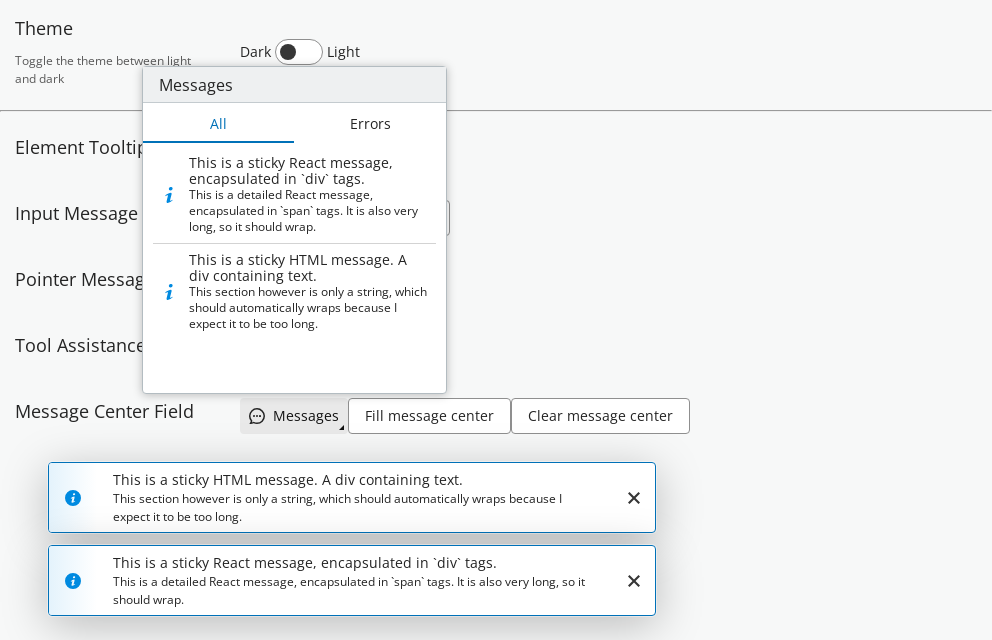 Theme
Toggle the theme between light
and dark
Dark
Light
Messages
All
Errors
This is a sticky React message,
encapsulated in `div` tags.
This is a detailed React message,
encapsulated in `span` tags. It is also very
long, so it should wrap.
This is a sticky HTML message. A
div containing text.
This section however is only a string, which
should automatically wraps because I
expect it to be too long.
Element
Input Message
Pointer
Tool Assistance
Message Center Field
Messages
Fill message center
Clear message center
This is a sticky HTML message. A div containing text.
This section however is only a string, which should automatically wraps because I
expect it to be too long.
This is a sticky React message, encapsulated in `div` tags.
This is a detailed React message, encapsulated in `span` tags. It is also very long, so it
should wrap.